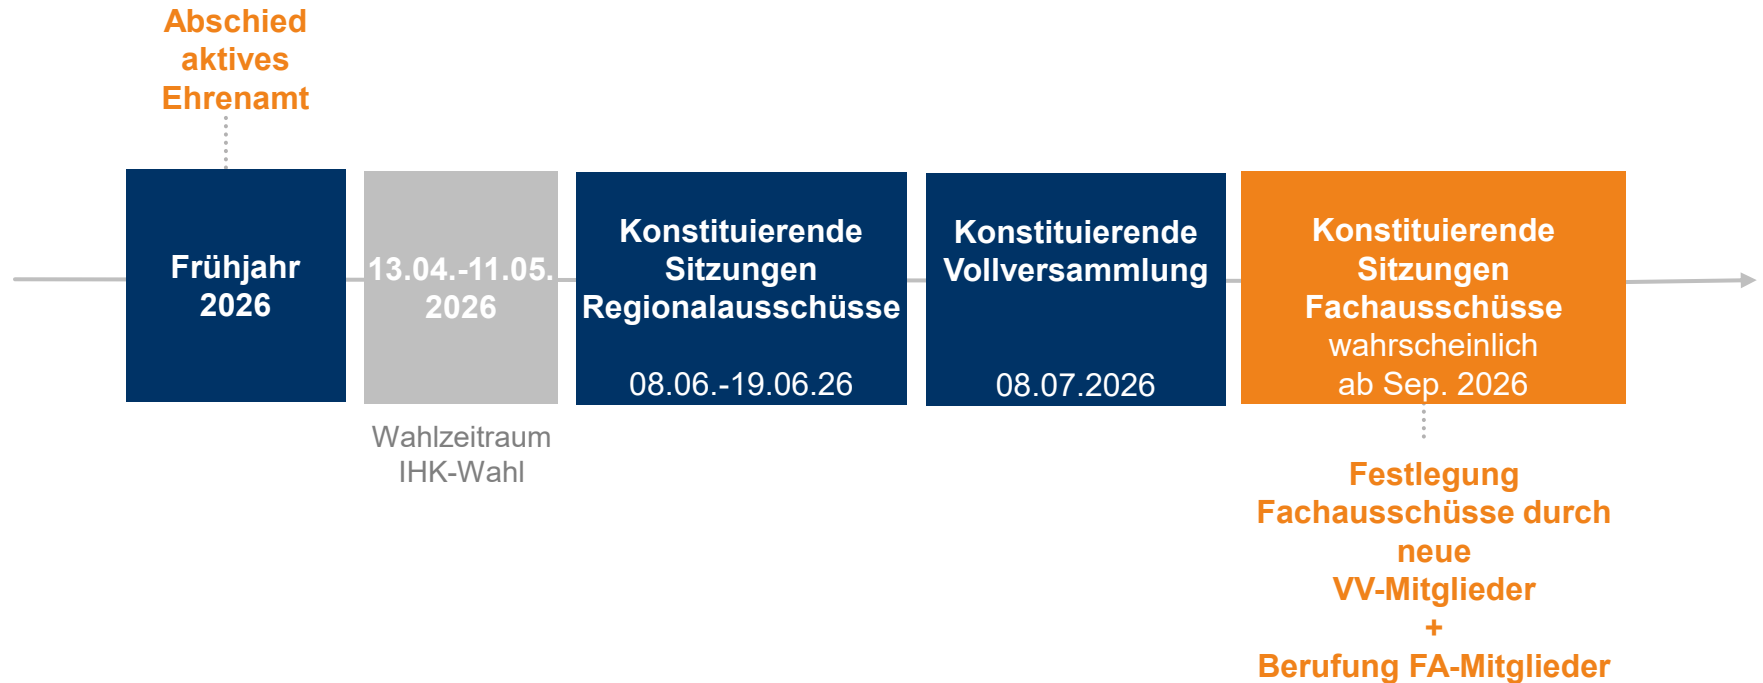 Abschied
aktives
Ehrenamt
Frühjahr
2026
13.04.-11.05.
2026
Wahlzeitraum
IHK-Wahl
Konstituierende
Sitzungen
Regionalausschüsse
08.06.-19.06.26
Konstituierende
Vollversammlung
08.07.2026
Konstituierende
Sitzungen
Fachausschüsse
wahrscheinlich
ab Sep. 2026
Festlegung
Fachausschüsse durch
neue
VV-Mitglieder
+
Berufung FA-Mitglieder